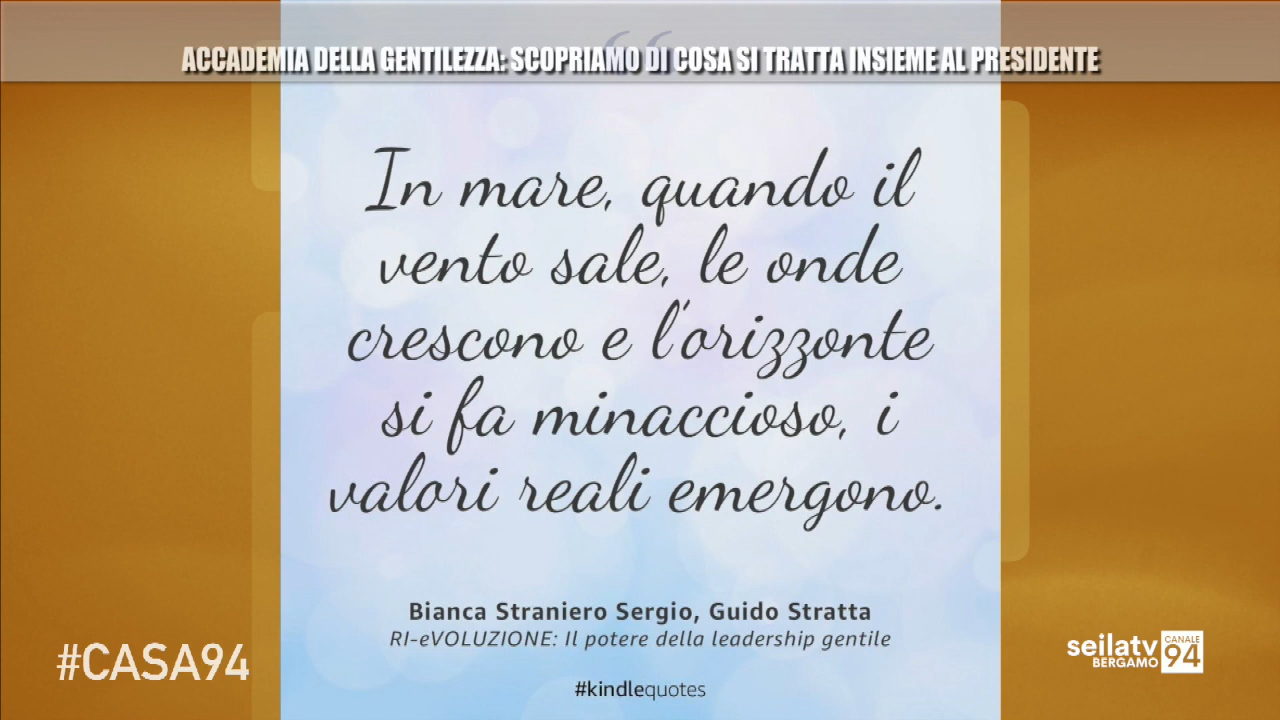 ACCADEMIA DELLA GENTILEZZA: SCOPRIAMO DI COSA SI TRATTA INSIEME AL PRESIDENTE
In mare, quando il
vento sale, le onde
crescono e l'orizzonte
si fa minaccioso, i
valori reali emergono.
Bianca Straniero Sergio, Guido Stratta
RI-eVOLUZIONE: Il potere della leadership gentile
#kindlequotes
#CASA94
seilatv
BERGAMO
CANALE
94